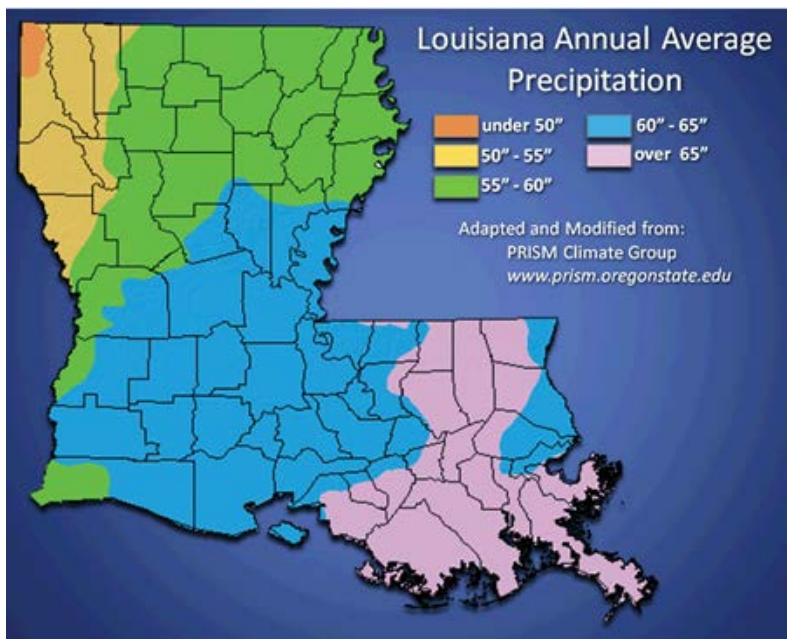 Louisiana Annual Average
Precipitation
under 50”
50” - 55”
55” - 60”
60” - 65”
over 65”
Adapted and Modified from:
PRISM Climate Group
www.prism.oregonstate.edu